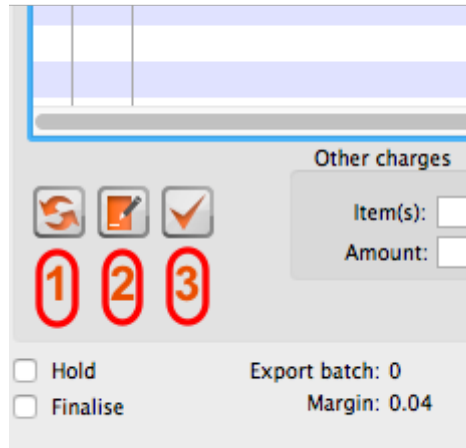 Other charges
Item(s):
Amount:
1 2 3
Hold
Export batch: 0
Finalise
Margin: 0.04